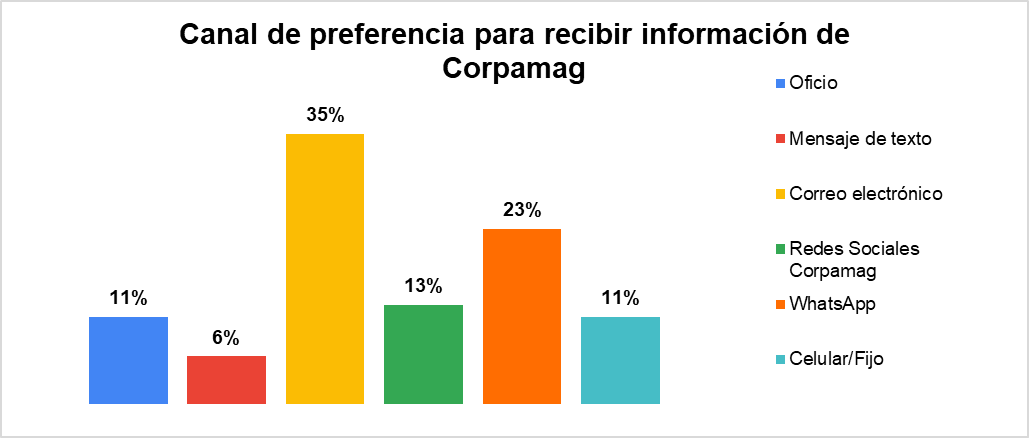 Canal de preferencia para recibir información de
Corpamag
11%
6%
35%
13%
23%
11%
Oficio
Mensaje de texto
Correo electrónico
Redes Sociales
Corpamag
WhatsApp
Celular/Fijo